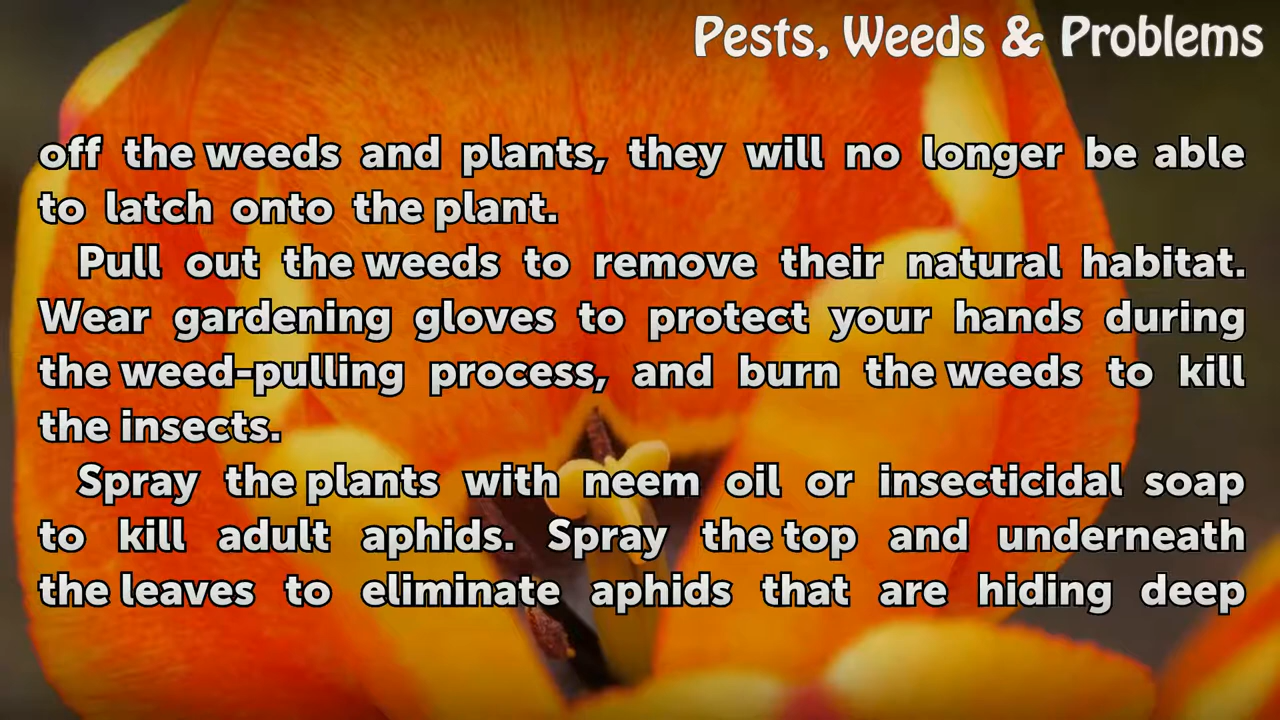 Pests, Weeds & Problems
off the weeds and plants, they will no longer be able
to latch onto the plant.
Pull out the weeds to remove their natural habitat.
Wear gardening gloves to protect your hands during
the weed-pulling process, and burn the weeds to kill
the insects.
Spray the plants with neem oil or insecticidal soap
to kill adult aphids. Spray the top and underneath
the leaves to eliminate aphids that are hiding deep